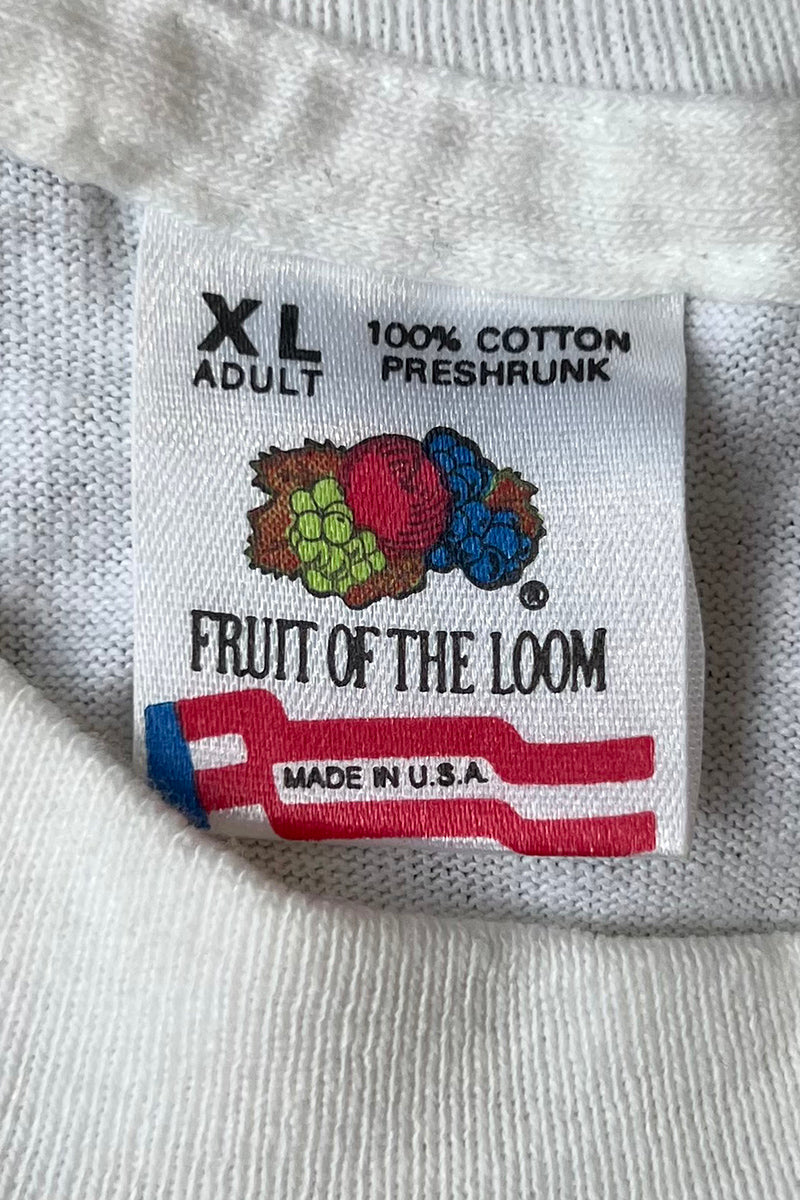 XL
ADULT
100% COTTON
PRESHRUNK
®
FRUIT OF THE LOOM
MADE IN U.S.A.